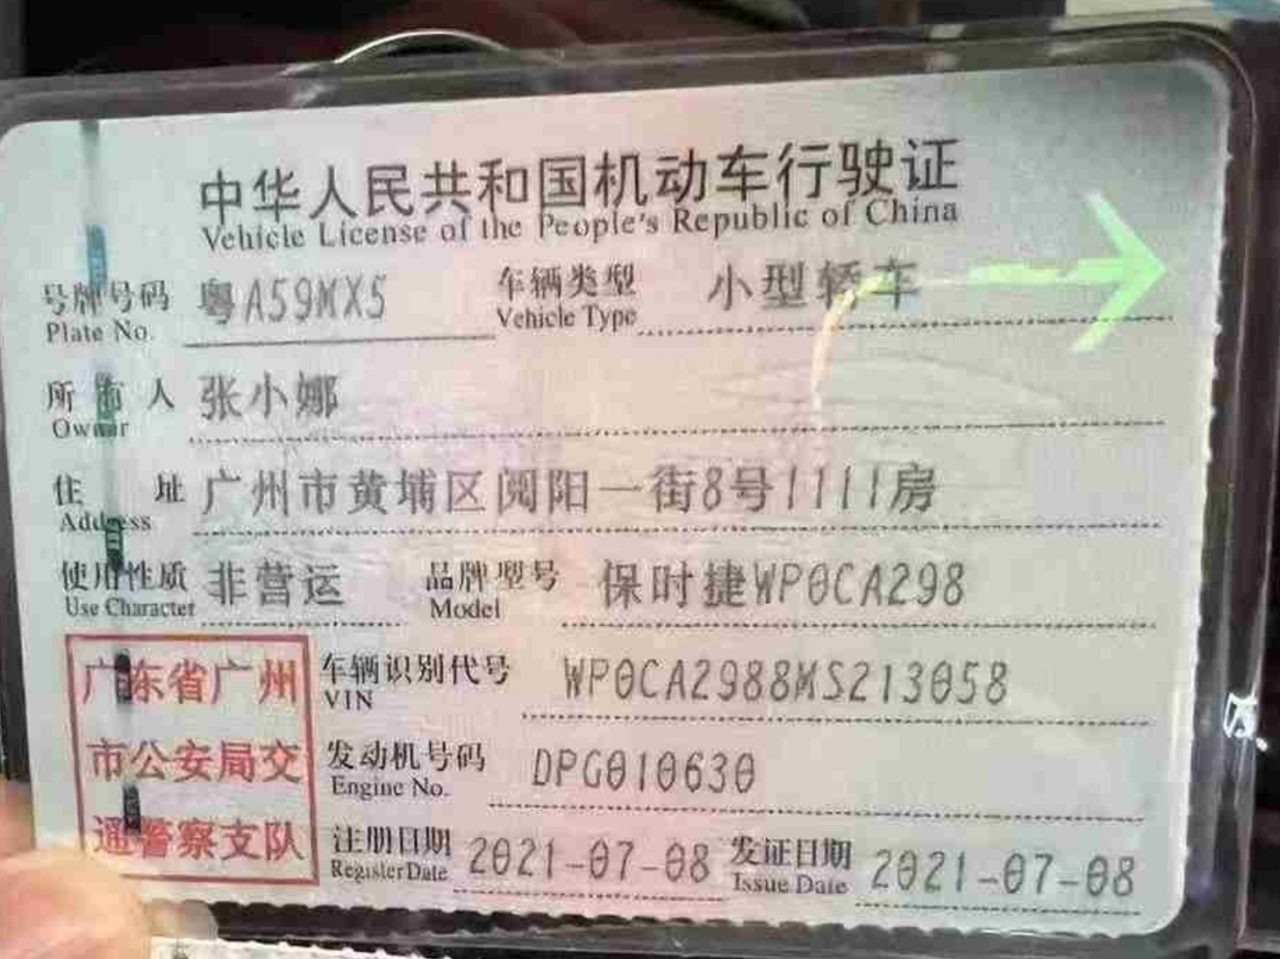 中华人民共和国机动车行驶证
Vehicle License of the People's Republic of China
号牌号码 粤A59MX5 车辆类型 小型轿车
Plate No. Vehicle Type
所有人 张小娜
Owner
住址 广州市黄埔区阅阳一街8号1111房
Address
使用性质 非营运 品牌型号 保时捷WP0CA298
Use Character Model
车辆识别代号 WP0CA2988MS213058
VIN
发动机号码 DPG010630
Engine No.
注册日期 2021-07-08 发证日期 2021-07-08
Register Date Issue Date
广东省广州
市公安局交
通警察支队